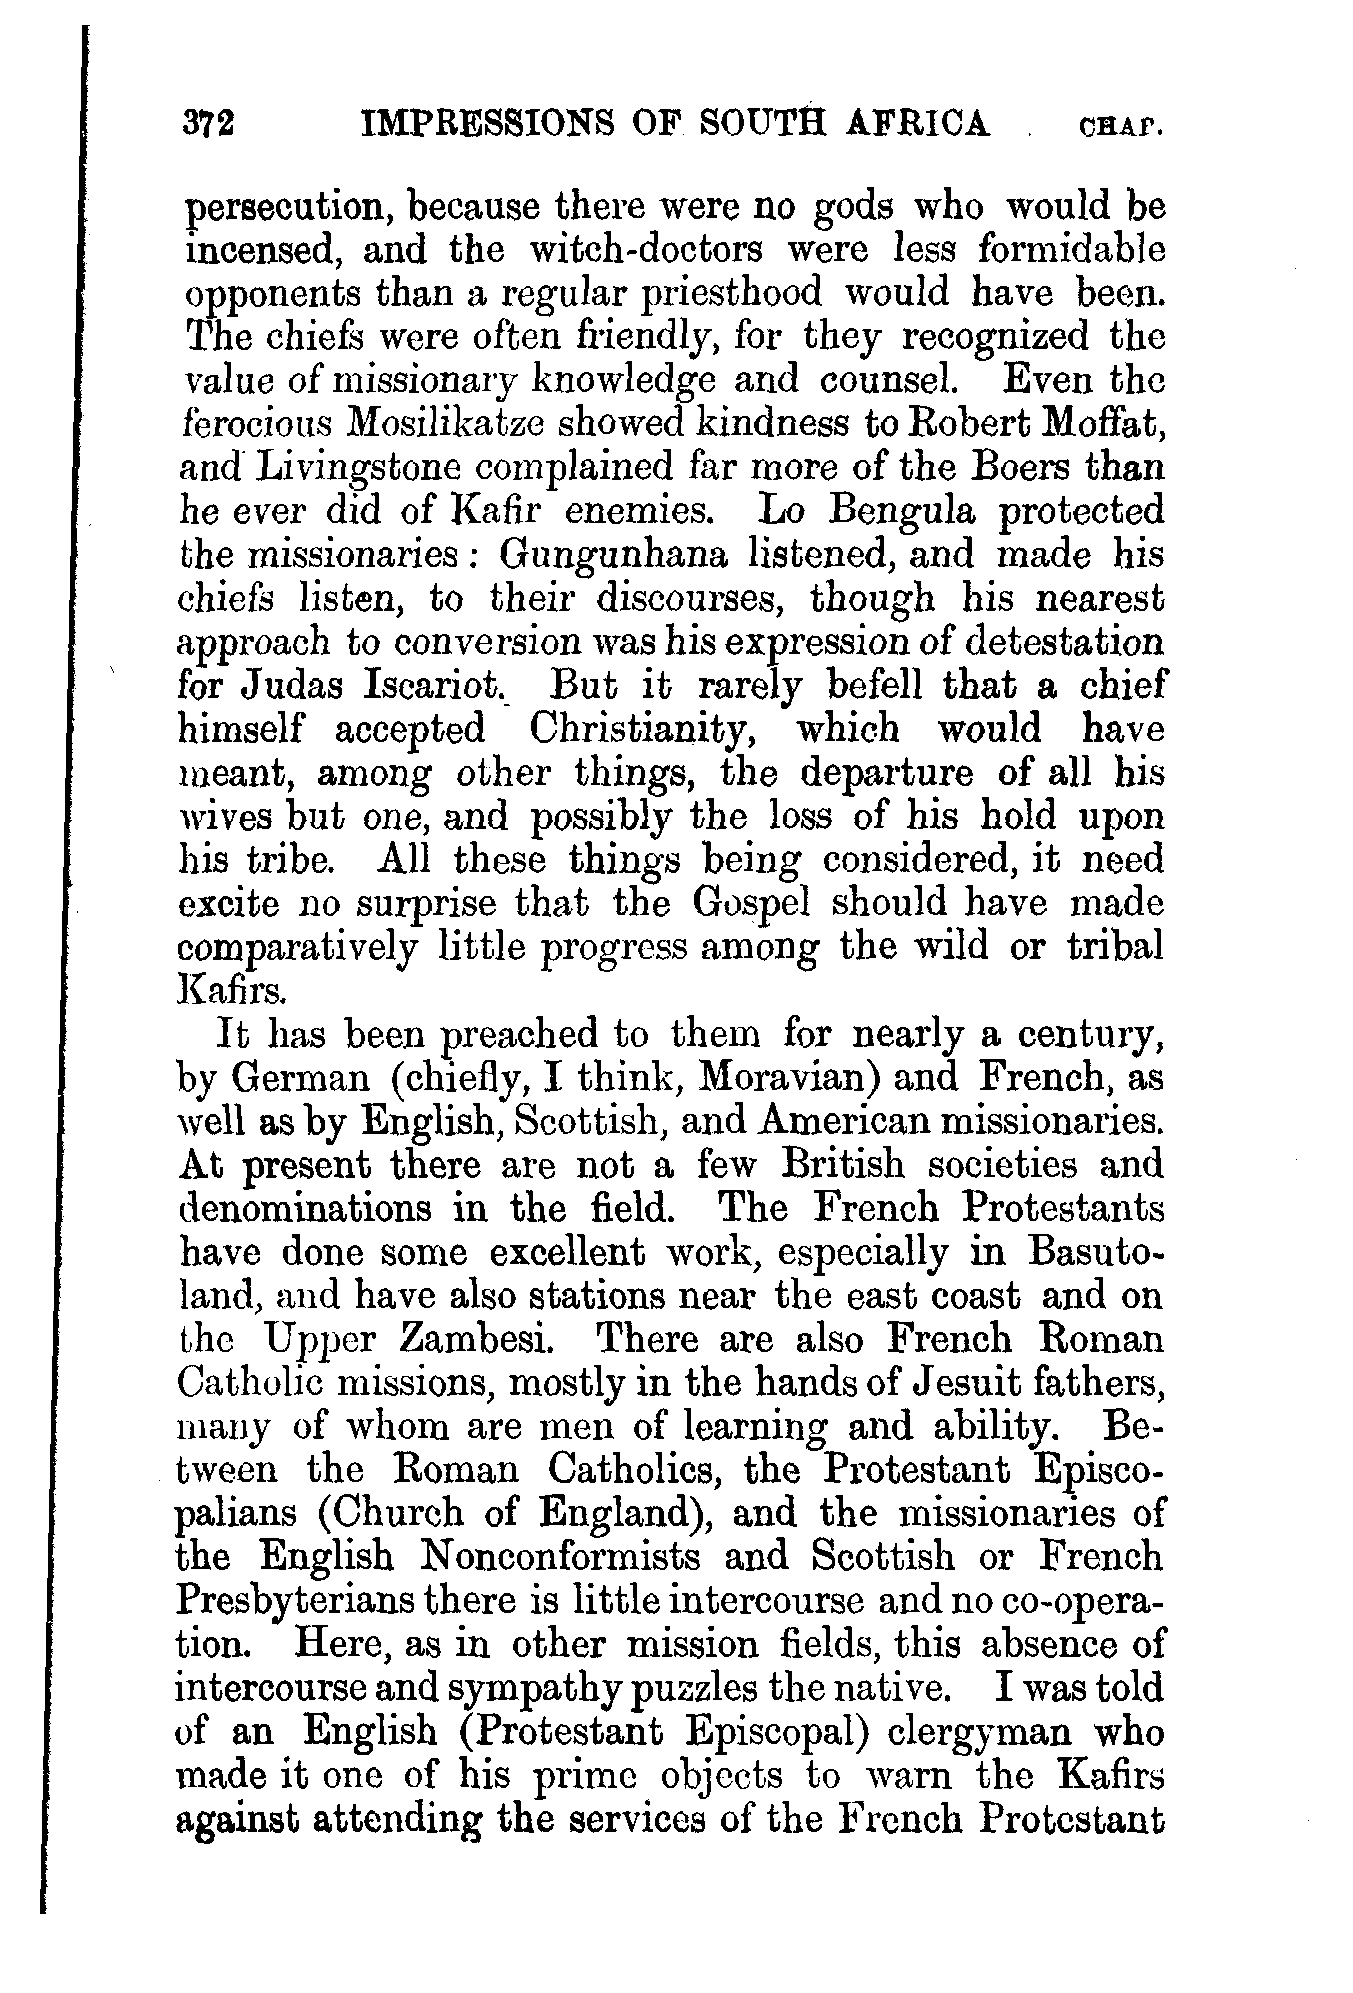 372 IMPRESSIONS OF SOUTH AFRICA CHAP.
persecution, because there were no gods who would be
incensed, and the witch-doctors were less formidable
opponents than a regular priesthood would have been.
The chiefs were often friendly, for they recognized the
value of missionary knowledge and counsel. Even the
ferocious Mosilikatze showed kindness to Robert Moffat,
and Livingstone complained far more of the Boers than
he ever did of Kafir enemies. Lo Bengula protected
the missionaries : Gungunhana listened, and made his
chiefs listen, to their discourses, though his nearest
approach to conversion was his expression of detestation
for Judas Iscariot. But it rarely befell that a chief
himself accepted Christianity, which would have
meant, among other things, the departure of all his
wives but one, and possibly the loss of his hold upon
his tribe. All these things being considered, it need
excite no surprise that the Gospel should have made
comparatively little progress among the wild or tribal
Kafirs.
It has been preached to them for nearly a century,
by German (chiefly, I think, Moravian) and French, as
well as by English, Scottish, and American missionaries.
At present there are not a few British societies and
denominations in the field. The French Protestants
have done some excellent work, especially in Basuto-
land, and have also stations near the east coast and on
the Upper Zambesi. There are also French Roman
Catholic missions, mostly in the hands of Jesuit fathers,
many of whom are men of learning and ability. Be-
tween the Roman Catholics, the Protestant Episco-
palians (Church of England), and the missionaries of
the English Nonconformists and Scottish or French
Presbyterians there is little intercourse and no co-opera-
tion. Here, as in other mission fields, this absence of
intercourse and sympathy puzzles the native. I was told
of an English (Protestant Episcopal) clergyman who
made it one of his prime objects to warn the Kafirs
against attending the services of the French Protestant